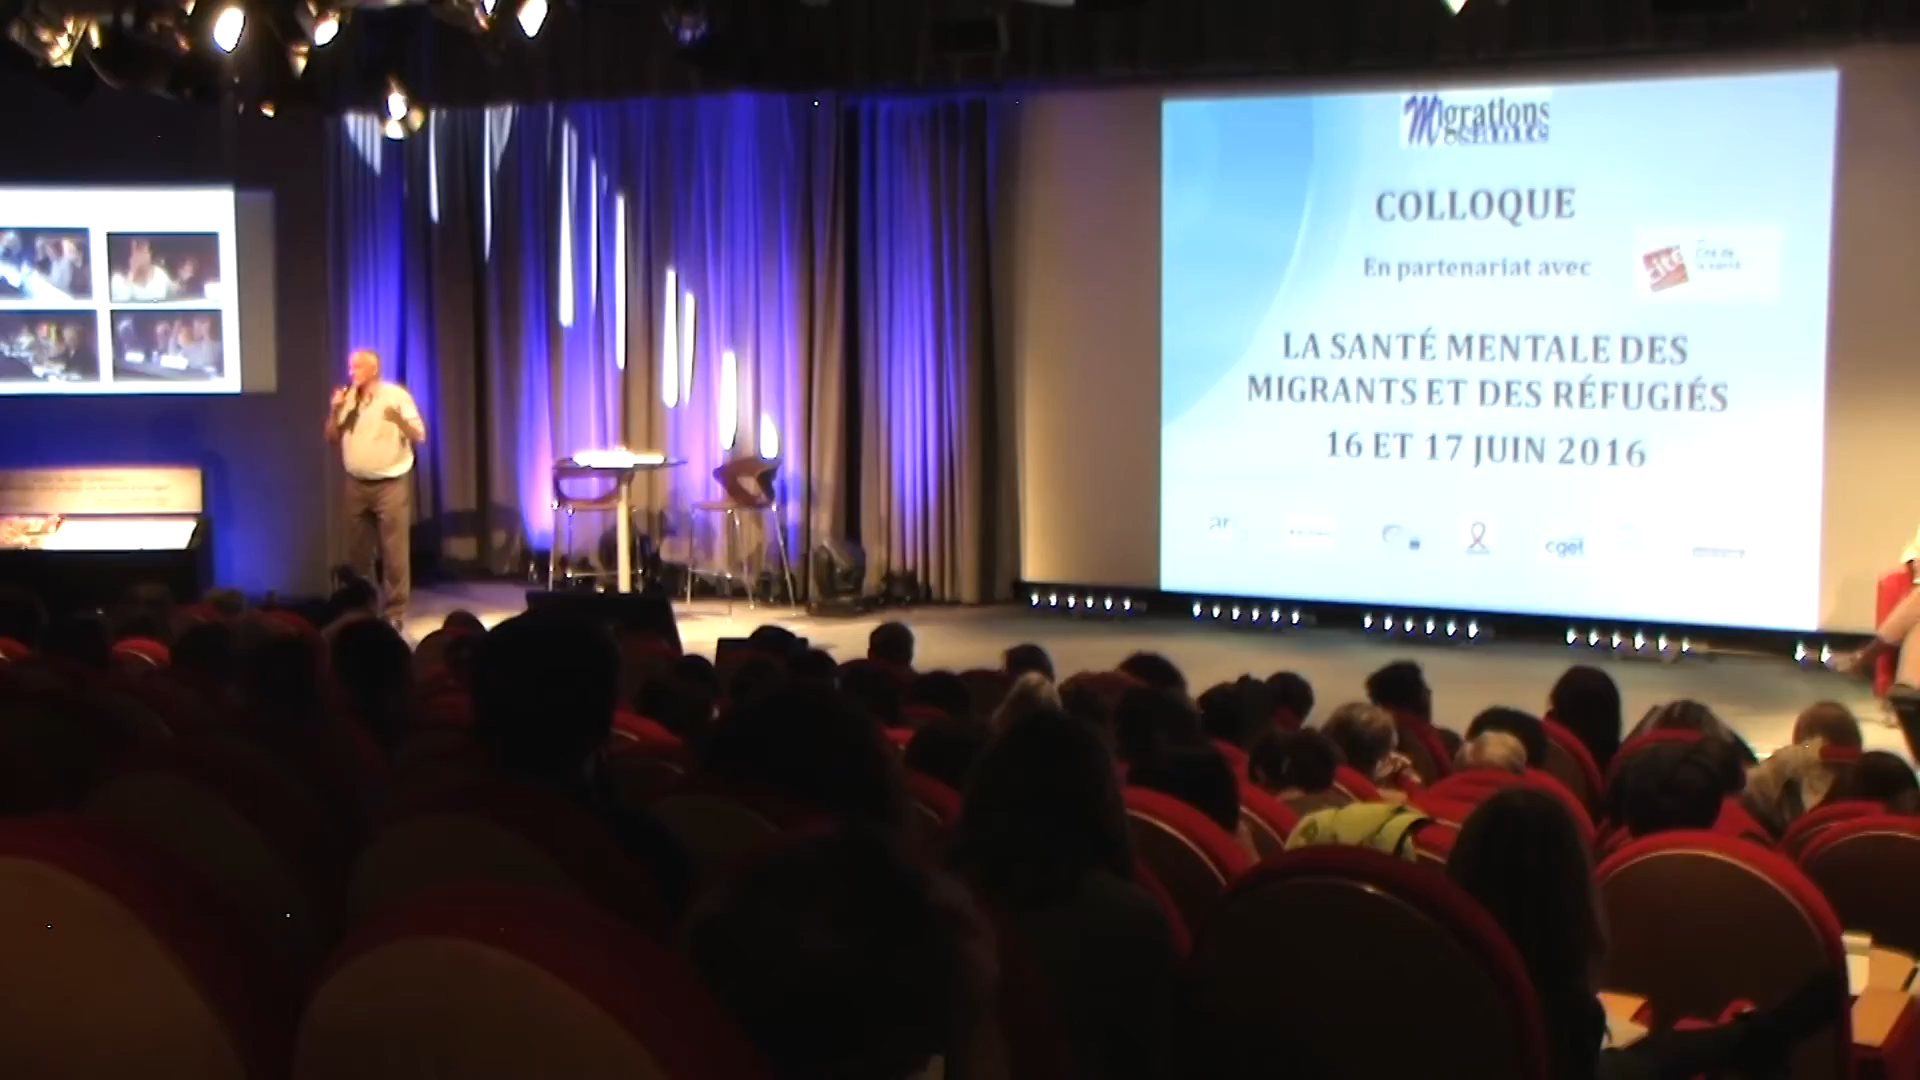 Migrations
COLLOQUE
En partenariat avec
cité
LA SANTÉ MENTALE DES
MIGRANTS ET DES RÉFUGIÉS
16 ET 17 JUIN 2016
cget